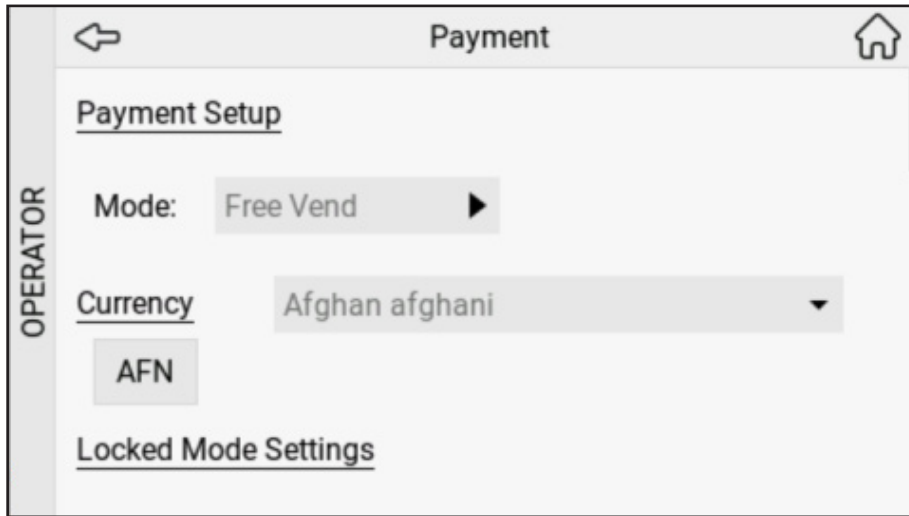 Payment
OPERATOR
Payment Setup
Mode: Free Vend
Currency Afghan afghani
AFN
Locked Mode Settings